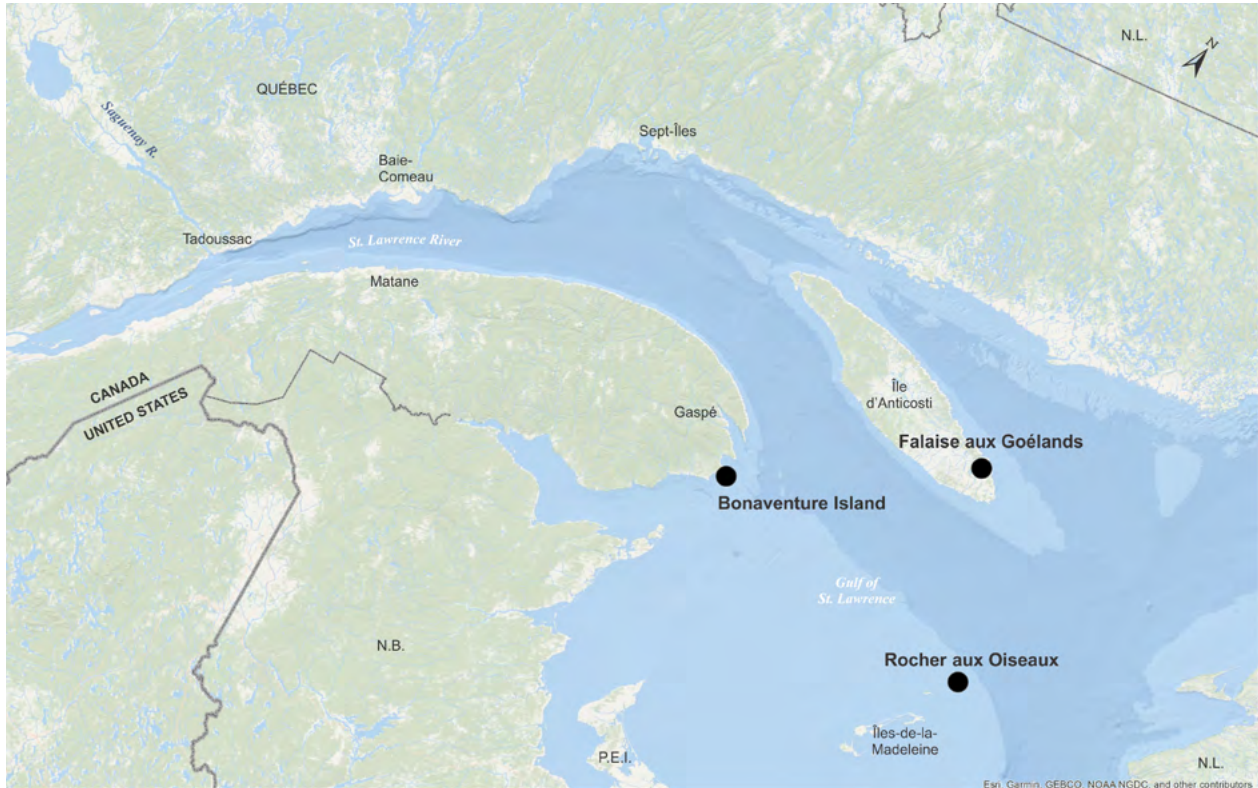 N.L.
N
QUÉBEC
Saguenay R.
Sept-Îles
Baie-
Comeau
Tadoussac
St. Lawrence River
Matane
CANADA
UNITED STATES
Île
d'Anticosti
Gaspé
Falaise aux Goélands
Bonaventure Island
Gulf of
St. Lawrence
N.B.
Rocher aux Oiseaux
Îles-de-la-
Madeleine
P.E.I.
N.L.
Esri, Garmin, GEBCO, NOAA NGDC, and other contributors